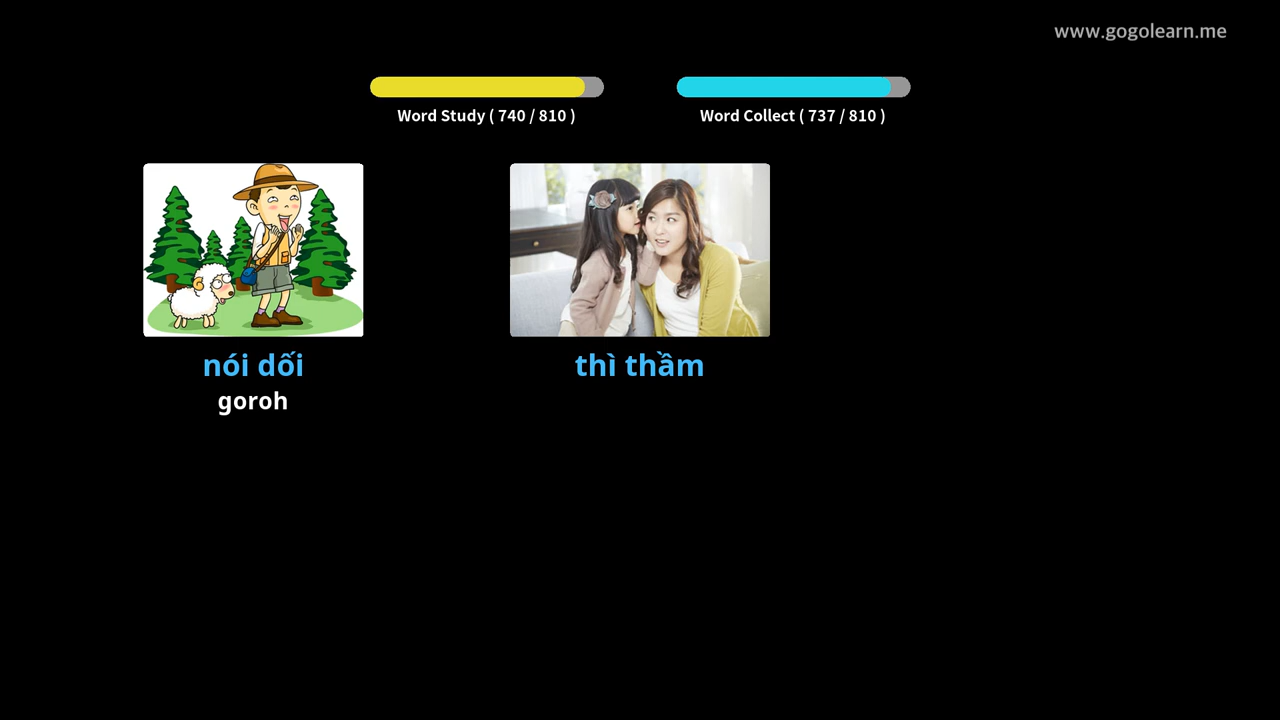 www.gogolearn.me
Word Study ( 740 / 810 )
Word Collect ( 737 / 810 )
nói dối
goroh
thì thầm